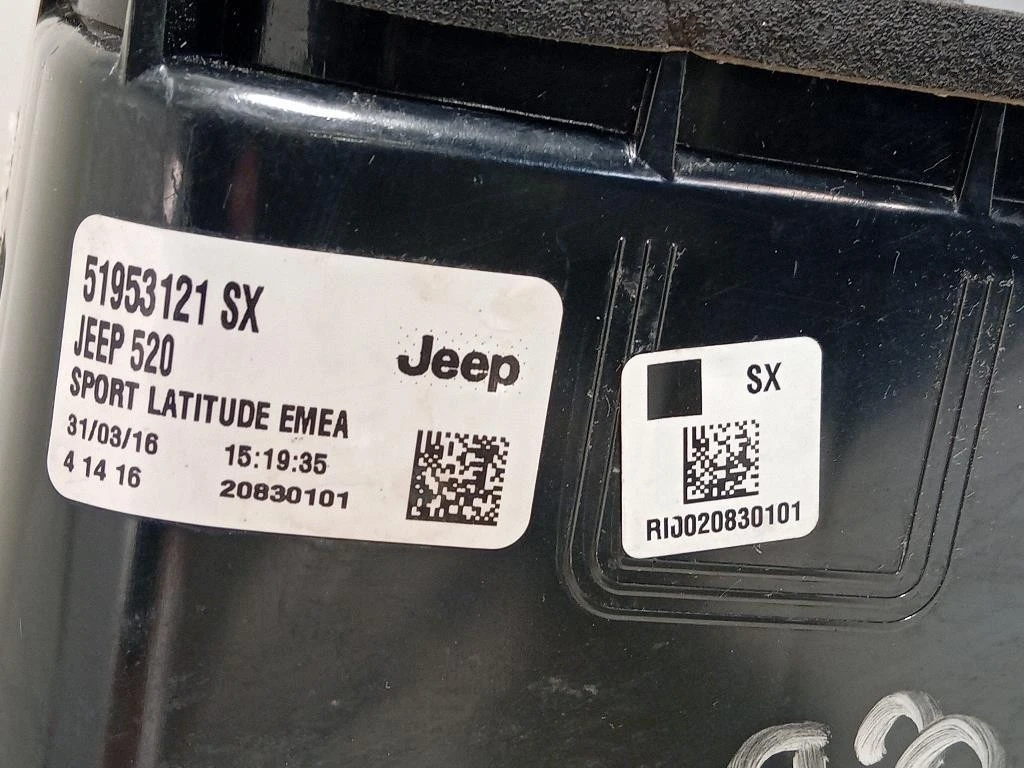 51953121 SX
JEEP 520
Jeep
SPORT LATITUDE EMEA
31/03/16 15:19:35
4 14 16 20830101
SX
RIJ020830101